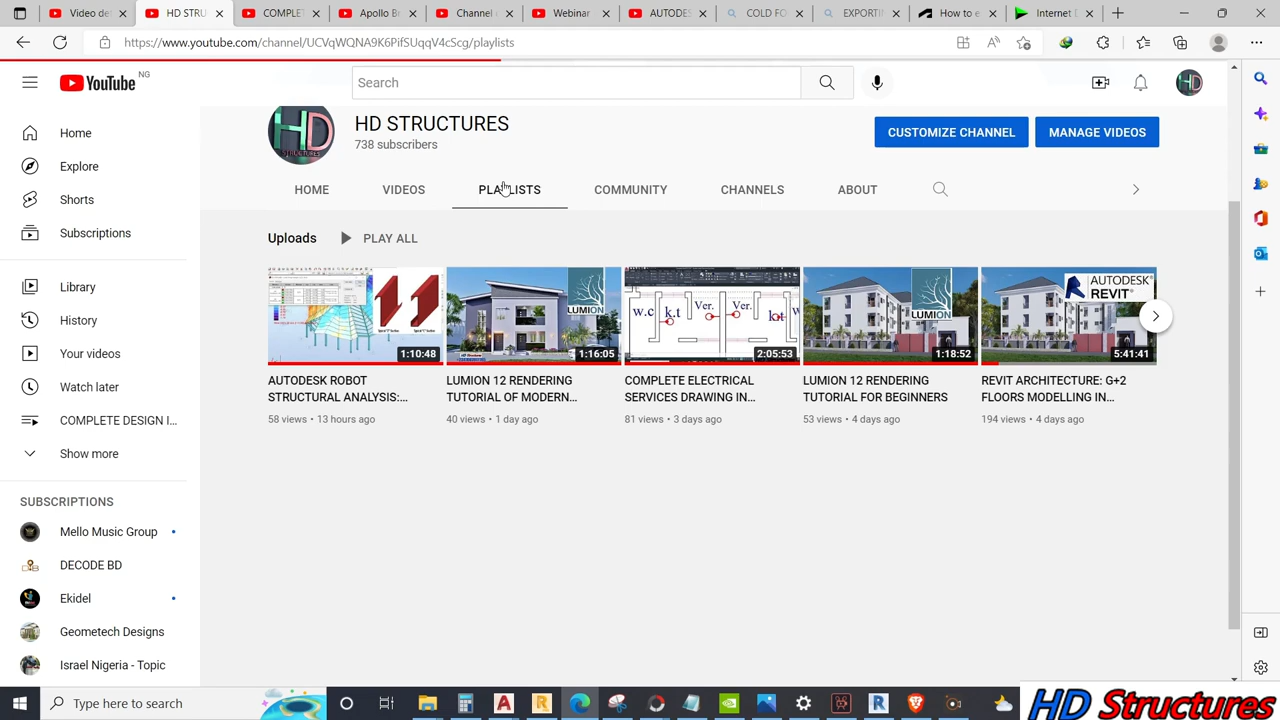 Video de
HD STRU
COMPLET
Apollo B
Channel
Webinar
AUTODES
COLD FO
EXPORTIN
How to e
Internet D
https://www.youtube.com/channel/UCVqWQNA9K6PifSUqqV4cScg/playlists
YouTube NG
Search
HD
HD STRUCTURES
738 subscribers
CUSTOMIZE CHANNEL
MANAGE VIDEOS
HOME
VIDEOS
PLAYLISTS
COMMUNITY
CHANNELS
ABOUT
Home
Explore
Shorts
Subscriptions
Library
History
Your videos
Watch later
COMPLETE DESIGN I...
Show more
SUBSCRIPTIONS
Mello Music Group
DECODE BD
Ekidel
Geometech Designs
Israel Nigeria - Topic
Uploads
PLAY ALL
1:10:48
AUTODESK ROBOT
STRUCTURAL ANALYSIS:...
58 views • 13 hours ago
LUMION
1:16:05
LUMION 12 RENDERING
TUTORIAL OF MODERN...
40 views • 1 day ago
w.c
k.t
Ver.
Ver.
kt
2:05:53
COMPLETE ELECTRICAL
SERVICES DRAWING IN...
81 views • 3 days ago
LUMION
1:18:52
LUMION 12 RENDERING
TUTORIAL FOR BEGINNERS
53 views • 4 days ago
AUTODESK®
REVIT®
5:41:41
REVIT ARCHITECTURE: G+2
FLOORS MODELLING IN...
194 views • 4 days ago
Type here to search
HD Structures